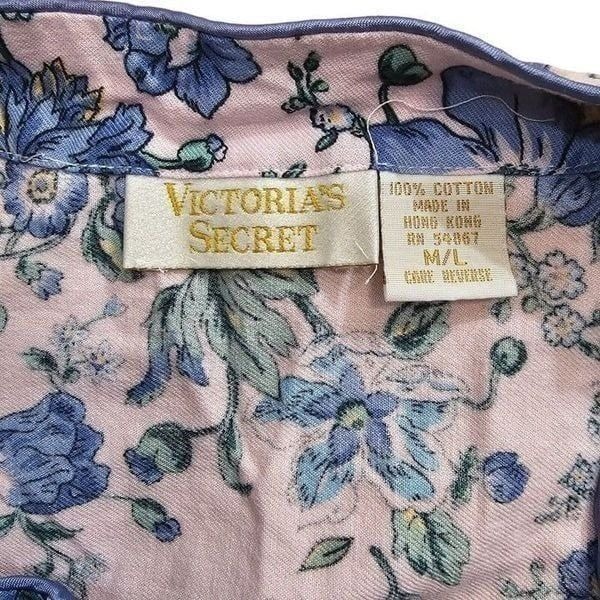 VICTORIA'S
SECRET
100% COTTON
MADE IN
HONG KONG
RN 54867
M/L
CARE REVERSE